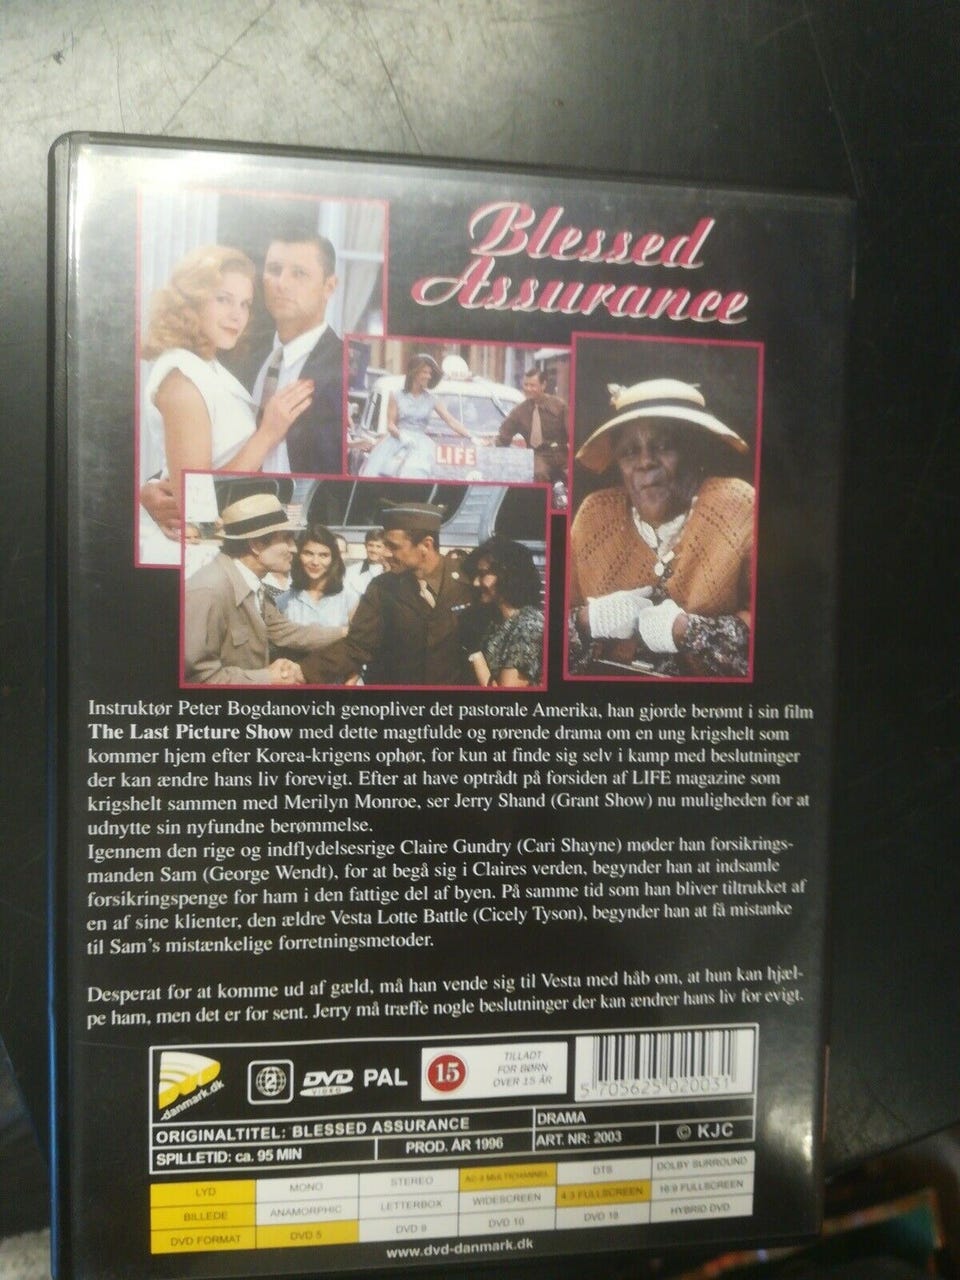 Blessed
Assurance
LIFE
Instruktør Peter Bogdanovich genopliver det pastorale Amerika, han gjorde berømt i sin film
The Last Picture Show med dette magtfulde og rørende drama om en ung krigshelt som
kommer hjem efter Korea-krigens ophør, for kun at finde sig selv i kamp med beslutninger
der kan ændre hans liv forevigt. Efter at have optrådt på forsiden af LIFE magazine som
krigshelt sammen med Merilyn Monroe, ser Jerry Shand (Grant Show) nu muligheden for at
udnytte sin nyfundne berømmelse.
Igennem den rige og indflydelsesrige Claire Gundry (Cari Shayne) møder han forsikrings-
manden Sam (George Wendt), for at begå sig i Claires verden, begynder han at indsamle
forsikringspenge for ham i den fattige del af byen. På samme tid som han bliver tiltrukket af
en af sine klienter, den ældre Vesta Lotte Battle (Cicely Tyson), begynder han at få mistanke
til Sam's mistænkelige forretningsmetoder.
Desperat for at komme ud af gæld, må han vende sig til Vesta med håb om, at hun kan hjæl-
pe ham, men det er for sent. Jerry må træffe nogle beslutninger der kan ændrer hans liv for evigt.
DVD
-danmark.dk
2
DVD
VIDEO
PAL
15
TILLADT
FOR BØRN
OVER 15 ÅR
5 705625 020031
ORIGINALTITEL: BLESSED ASSURANCE
DRAMA
SPILLETID: ca. 95 MIN
PROD. ÅR 1996
ART. NR: 2003
© KJC
LYD
MONO
STEREO
AC-3 MULTICHANNEL
DTS
DOLBY SURROUND
BILLEDE
ANAMORPHIC
LETTERBOX
WIDESCREEN
4:3 FULLSCREEN
16:9 FULLSCREEN
DVD FORMAT
DVD 5
DVD 9
DVD 10
DVD 18
HYBRID DVD
www.dvd-danmark.dk